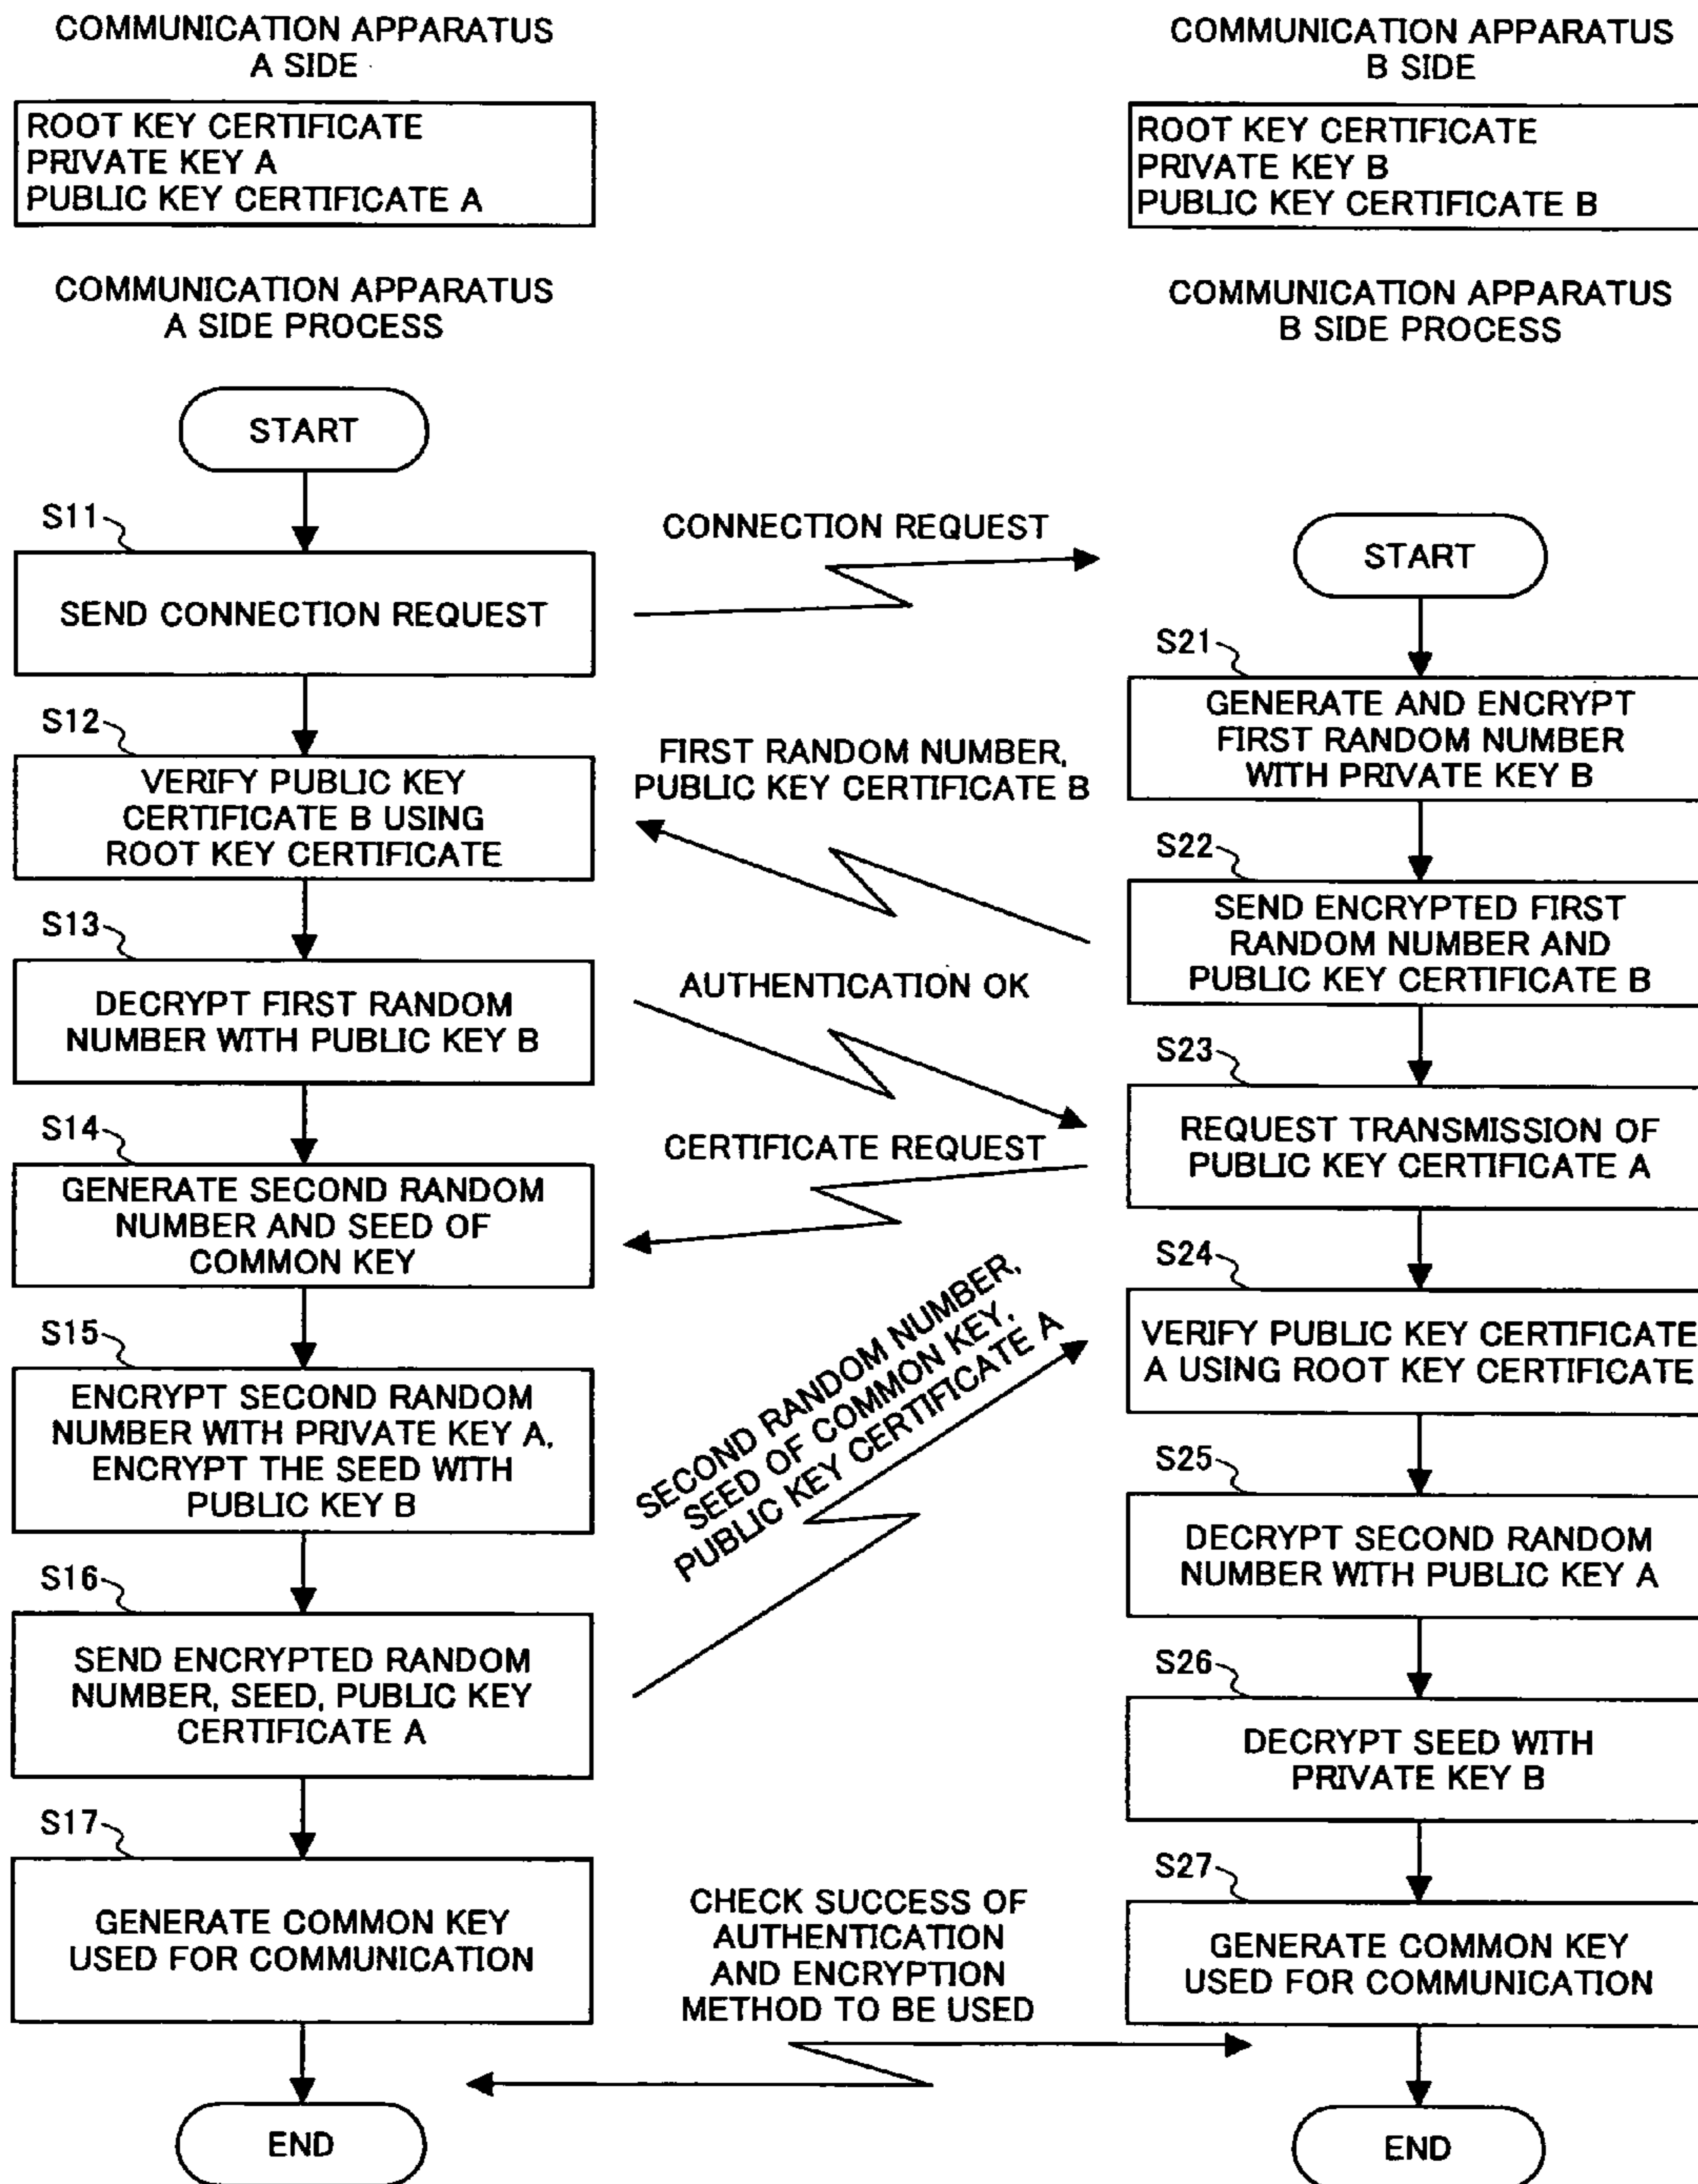 COMMUNICATION APPARATUS
A SIDE
ROOT KEY CERTIFICATE
PRIVATE KEY A
PUBLIC KEY CERTIFICATE A
COMMUNICATION APPARATUS
A SIDE PROCESS
START
S11
SEND CONNECTION REQUEST
S12
VERIFY PUBLIC KEY
CERTIFICATE B USING
ROOT KEY CERTIFICATE
S13
DECRYPT FIRST RANDOM
NUMBER WITH PUBLIC KEY B
S14
GENERATE SECOND RANDOM
NUMBER AND SEED OF
COMMON KEY
S15
ENCRYPT SECOND RANDOM
NUMBER WITH PRIVATE KEY A,
ENCRYPT THE SEED WITH
PUBLIC KEY B
S16
SEND ENCRYPTED RANDOM
NUMBER, SEED, PUBLIC KEY
CERTIFICATE A
S17
GENERATE COMMON KEY
USED FOR COMMUNICATION
END
CONNECTION REQUEST
FIRST RANDOM NUMBER,
PUBLIC KEY CERTIFICATE B
AUTHENTICATION OK
CERTIFICATE REQUEST
SECOND RANDOM NUMBER,
SEED OF COMMON KEY,
PUBLIC KEY CERTIFICATE A
CHECK SUCCESS OF
AUTHENTICATION
AND ENCRYPTION
METHOD TO BE USED
COMMUNICATION APPARATUS
B SIDE
ROOT KEY CERTIFICATE
PRIVATE KEY B
PUBLIC KEY CERTIFICATE B
COMMUNICATION APPARATUS
B SIDE PROCESS
START
S21
GENERATE AND ENCRYPT
FIRST RANDOM NUMBER
WITH PRIVATE KEY B
S22
SEND ENCRYPTED FIRST
RANDOM NUMBER AND
PUBLIC KEY CERTIFICATE B
S23
REQUEST TRANSMISSION OF
PUBLIC KEY CERTIFICATE A
S24
VERIFY PUBLIC KEY CERTIFICATE
A USING ROOT KEY CERTIFICATE
S25
DECRYPT SECOND RANDOM
NUMBER WITH PUBLIC KEY A
S26
DECRYPT SEED WITH
PRIVATE KEY B
S27
GENERATE COMMON KEY
USED FOR COMMUNICATION
END